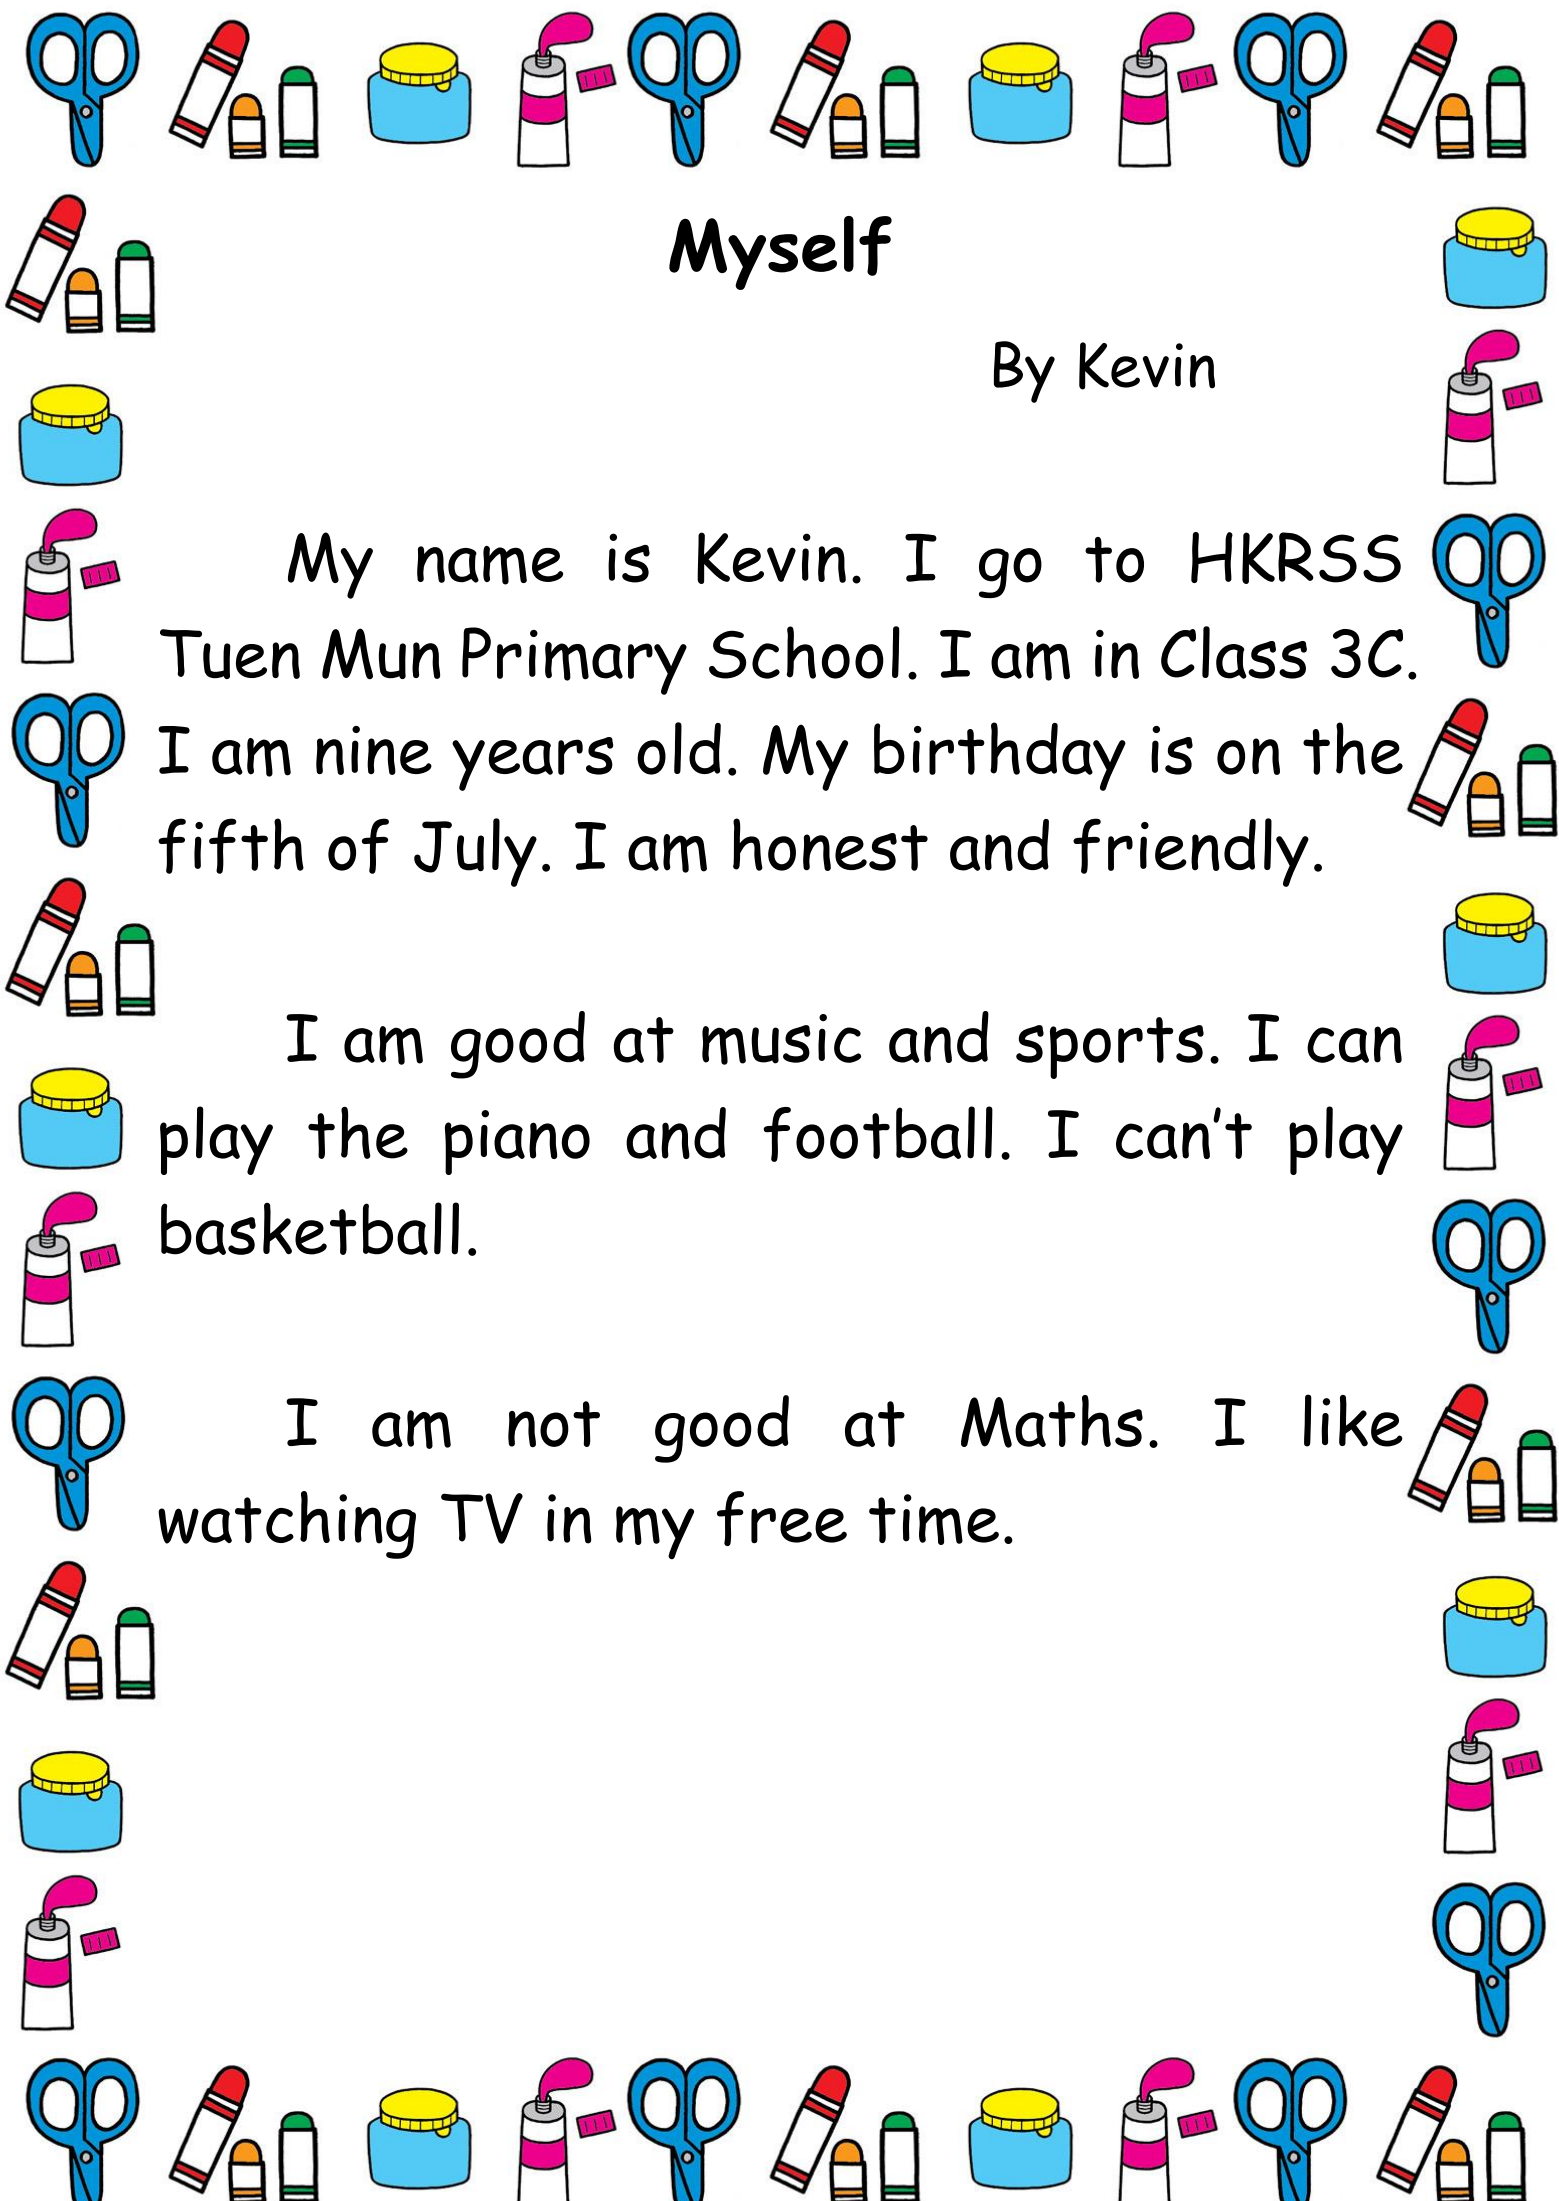 Myself
By Kevin
My name is Kevin. I go to HKRSS
Tuen Mun Primary School. I am in Class 3C.
I am nine years old. My birthday is on the
fifth of July. I am honest and friendly.
I am good at music and sports. I can
play the piano and football. I can’t play
basketball.
I am not good at Maths. I like
watching TV in my free time.